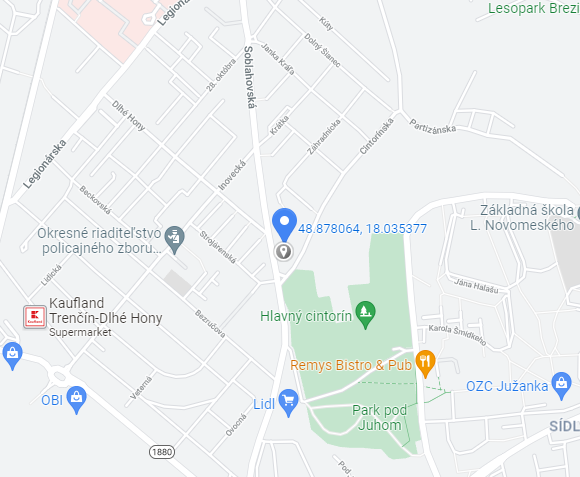 Lesopark Brezi
Legionárska
Kúty
Dolný Šianec
Janka Kráľa
28. októbra
Soblahovská
Dlhé Hony
Krátka
Záhradnícka
Cintorínska
Partizánska
Legionárska
Inovecká
Beckovská
48.878064, 18.035377
Základná škola
L. Novomeského
Okresné riaditeľstvo
policajného zboru...
Strojárenská
Lidická
Jána Halašu
Kaufland
Trenčín-Dlhé Hony
Supermarket
Hlavný cintorín
Bezručova
Karola Šmidkeho
Remys Bistro & Pub
OZC Južanka
Veterná
OBI
Lidl
Ovocná
Park pod
Juhom
SÍDL
1880
Pod